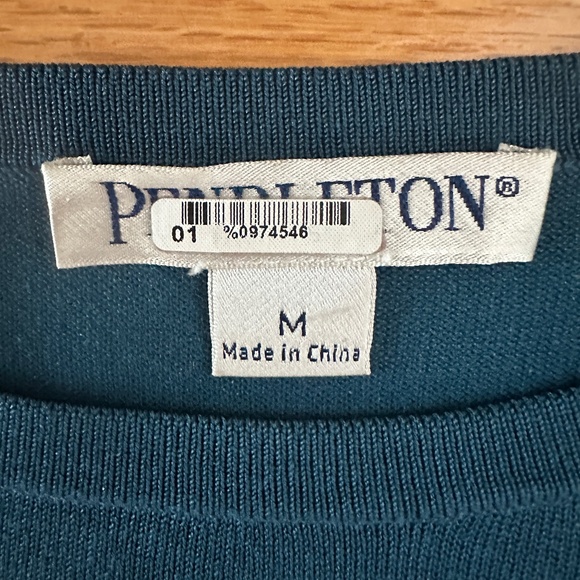 PENDLETON®
01 %0974546
M
Made in China